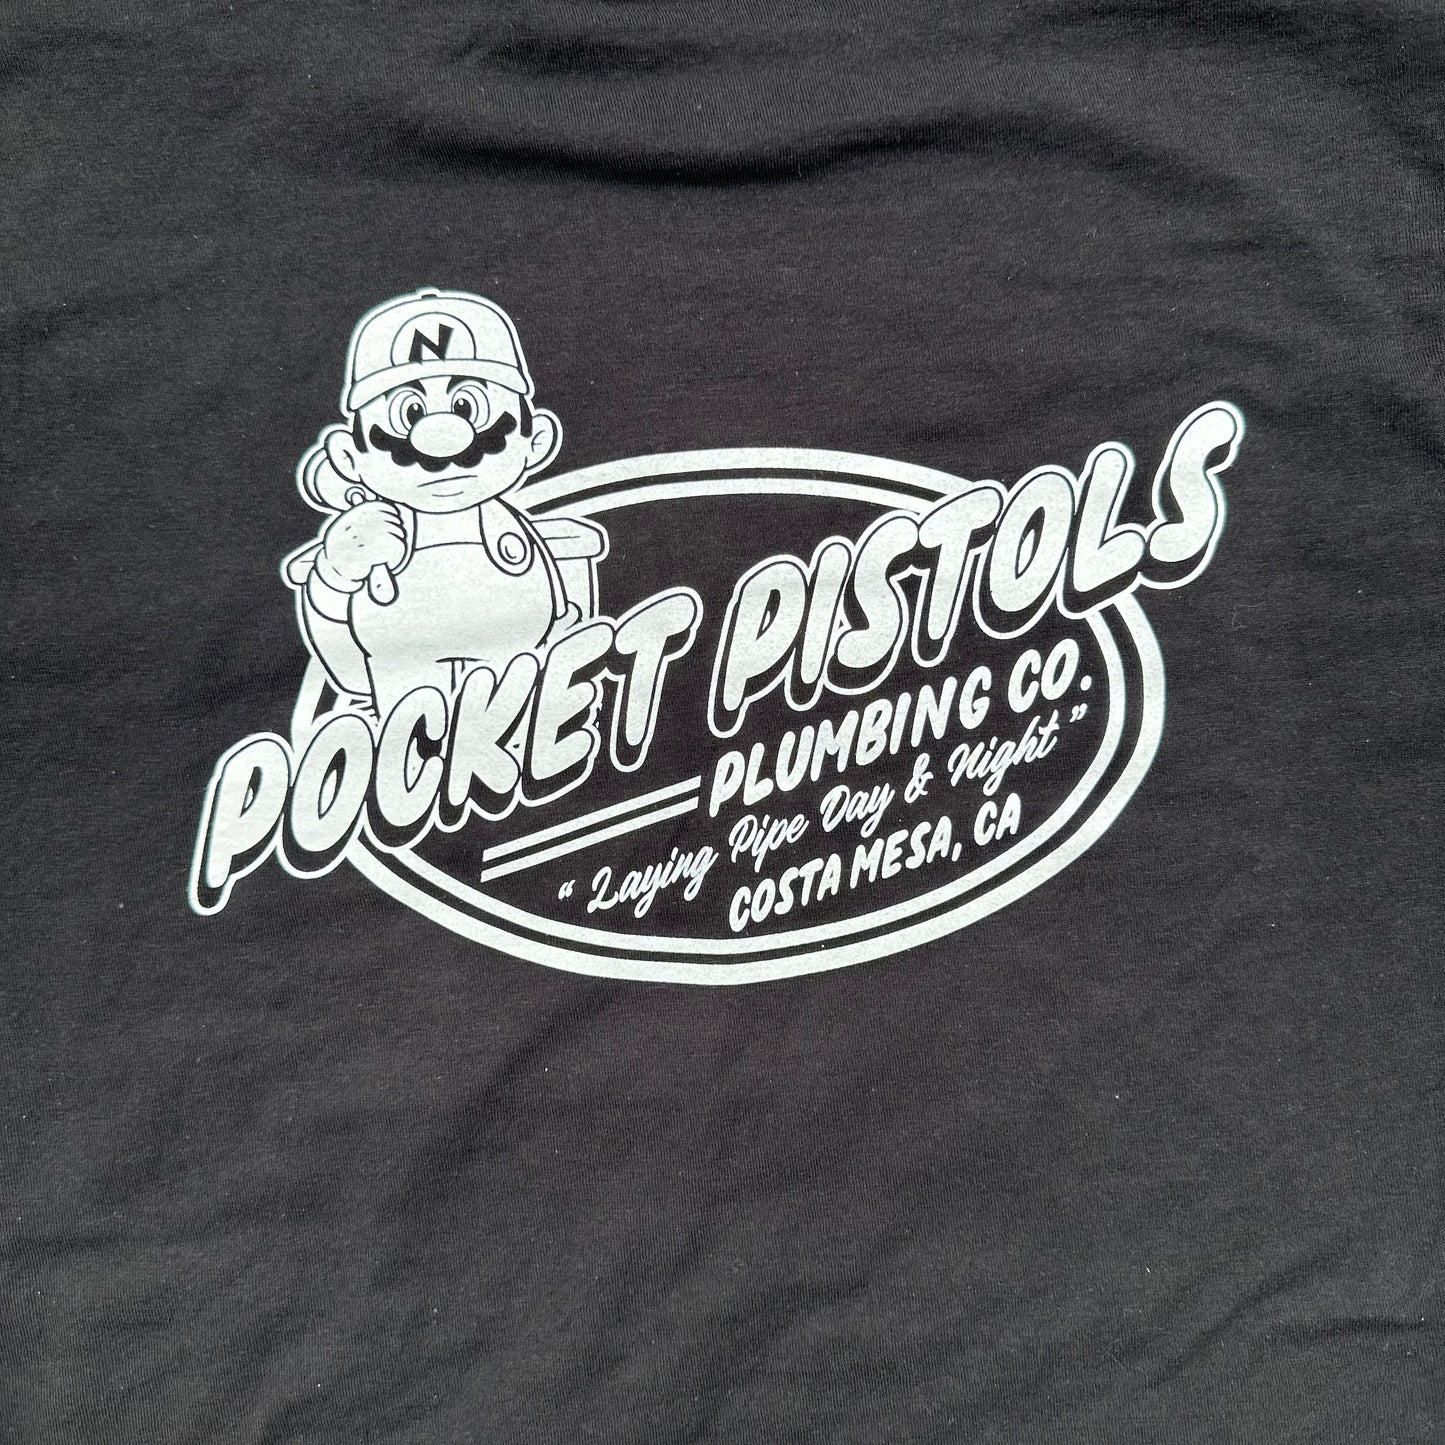 N
POCKET PISTOLS
PLUMBING CO.
"Laying Pipe Day & Night"
COSTA MESA, CA